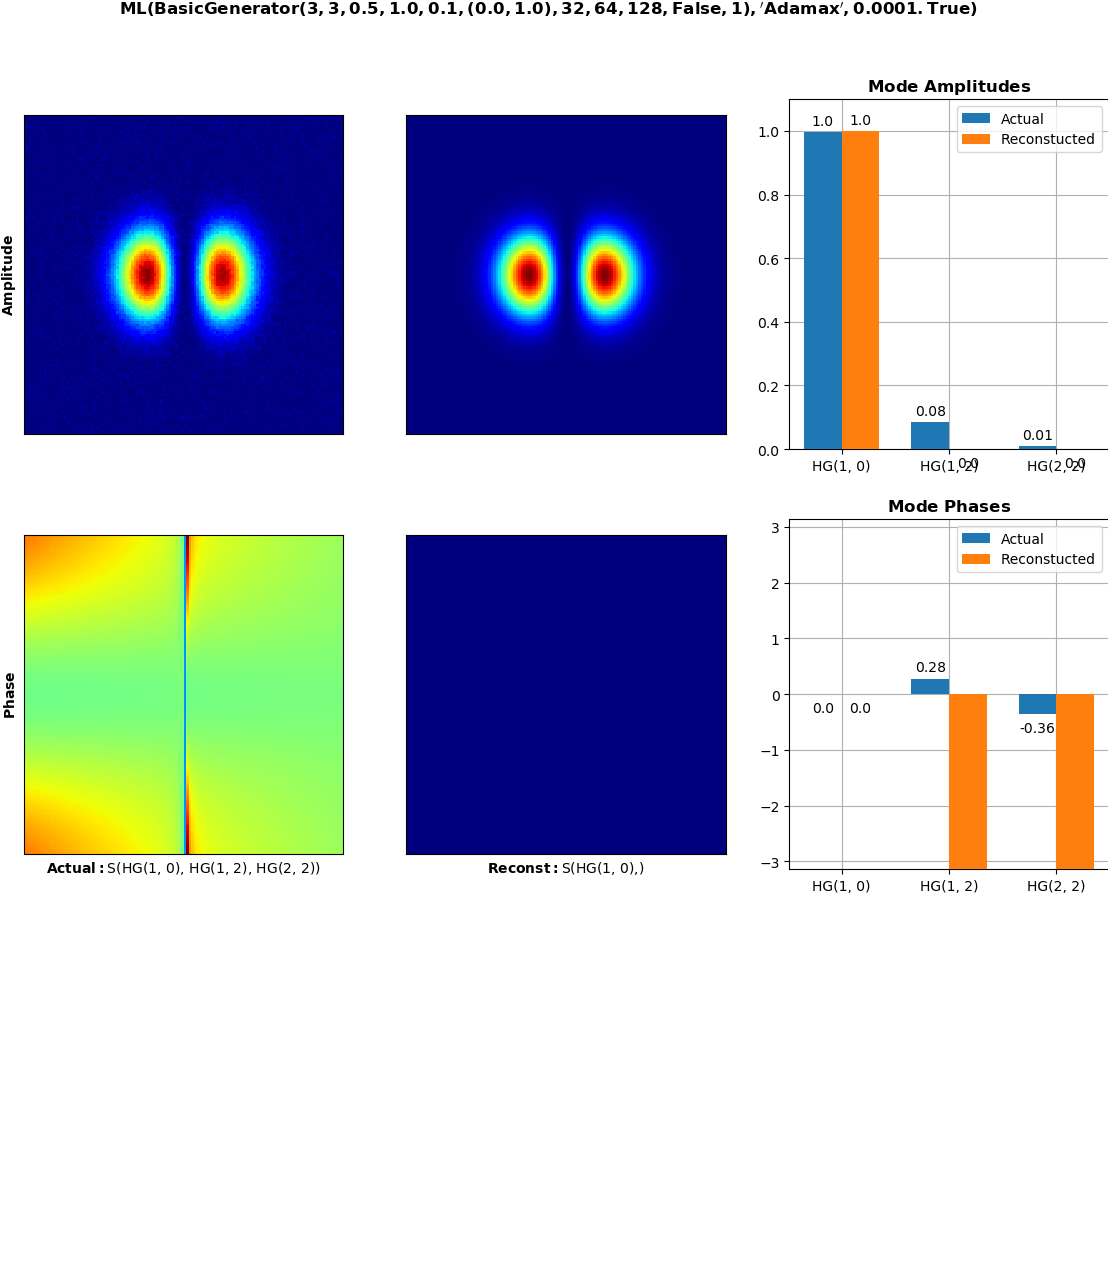 ML(BasicGenerator(3, 3, 0.5, 1.0, 0.1, (0.0, 1.0), 32, 64, 128, False, 1), 'Adamax', 0.0001. True)
Mode Amplitudes
Actual
Reconstucted
1.0 1.0
0.08
0.0
0.01
0.0
1.0
0.8
0.6
0.4
0.2
0.0
HG(1, 0) HG(1, 2) HG(2, 2)
Amplitude
Mode Phases
Actual
Reconstucted
0.0 0.0
0.28
-0.36
3
2
1
0
−1
−2
−3
HG(1, 0) HG(1, 2) HG(2, 2)
Phase
Actual: S(HG(1, 0), HG(1, 2), HG(2, 2))
Reconst: S(HG(1, 0),)